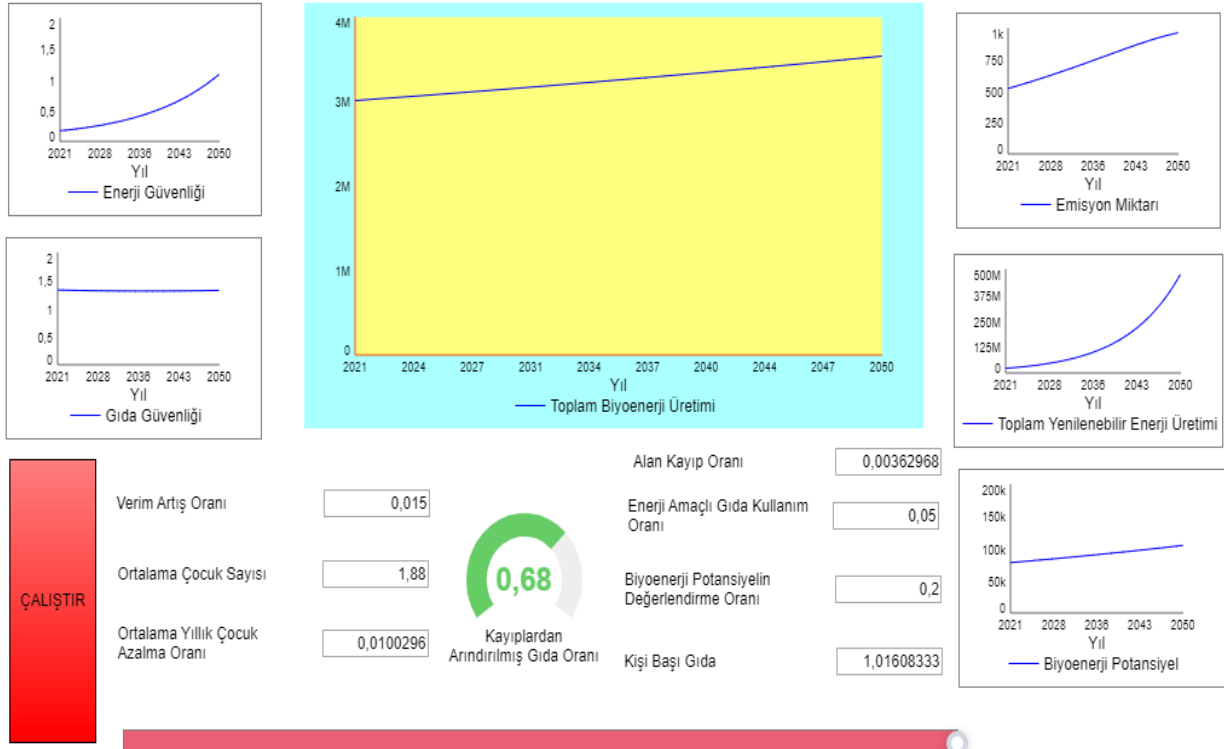 2
1,5
1
0,5
0
2021 2028 2036 2043 2050
Yıl
Enerji Güvenliği
2
1,5
1
0,5
0
2021 2028 2036 2043 2050
Yıl
Gıda Güvenliği
4M
3M
2M
1M
0
2021 2024 2027 2031 2034 2037 2040 2044 2047 2050
Yıl
Toplam Biyoenerji Üretimi
1k
750
500
250
0
2021 2028 2036 2043 2050
Yıl
Emisyon Miktarı
500M
375M
250M
125M
0
2021 2028 2036 2043 2050
Yıl
Toplam Yenilenebilir Enerji Üretimi
ÇALIŞTIR
Verim Artış Oranı 0,015
Ortalama Çocuk Sayısı 1,88
Ortalama Yıllık Çocuk
Azalma Oranı 0,0100296
0,68
Kayıplardan
Arındırılmış Gıda Oranı
Alan Kayıp Oranı 0,00362968
Enerji Amaçlı Gıda Kullanım
Oranı 0,05
Biyoenerji Potansiyelin
Değerlendirme Oranı 0,2
Kişi Başı Gıda 1,01608333
200k
150k
100k
50k
0
2021 2028 2036 2043 2050
Yıl
Biyoenerji Potansiyel